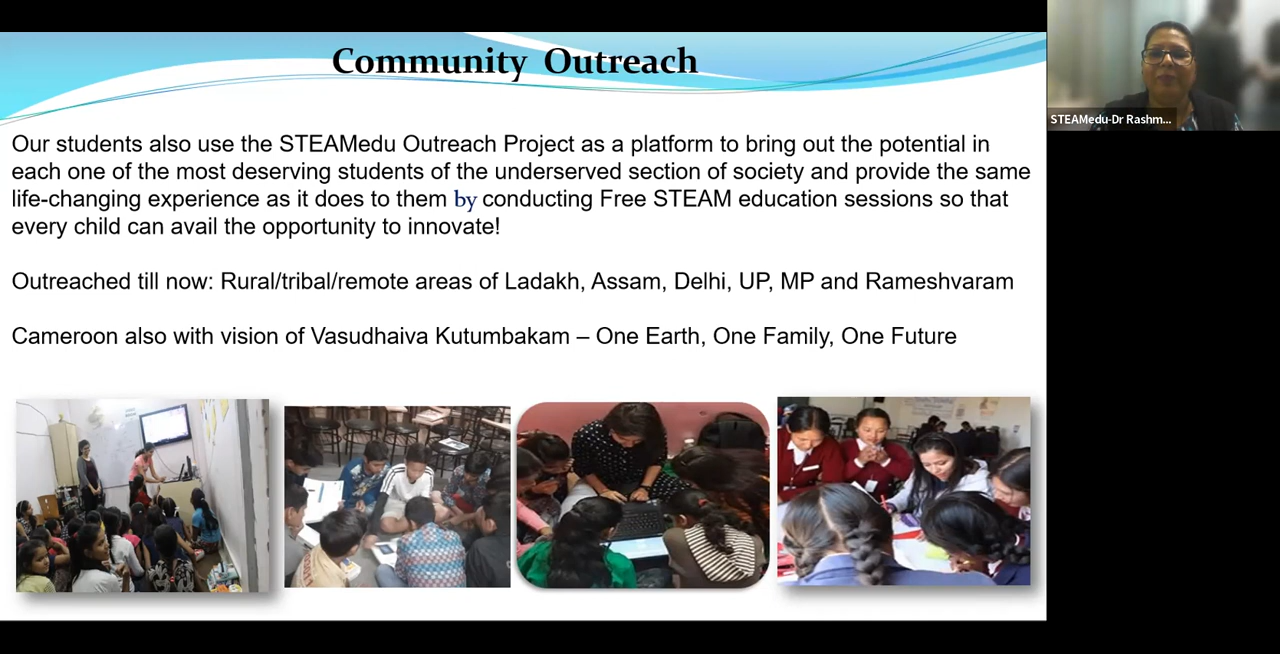 Community Outreach
STEAMedu-Dr Rashm...
Our students also use the STEAMedu Outreach Project as a platform to bring out the potential in
each one of the most deserving students of the underserved section of society and provide the same
life-changing experience as it does to them by conducting Free STEAM education sessions so that
every child can avail the opportunity to innovate!
Outreached till now: Rural/tribal/remote areas of Ladakh, Assam, Delhi, UP, MP and Rameshvaram
Cameroon also with vision of Vasudhaiva Kutumbakam – One Earth, One Family, One Future